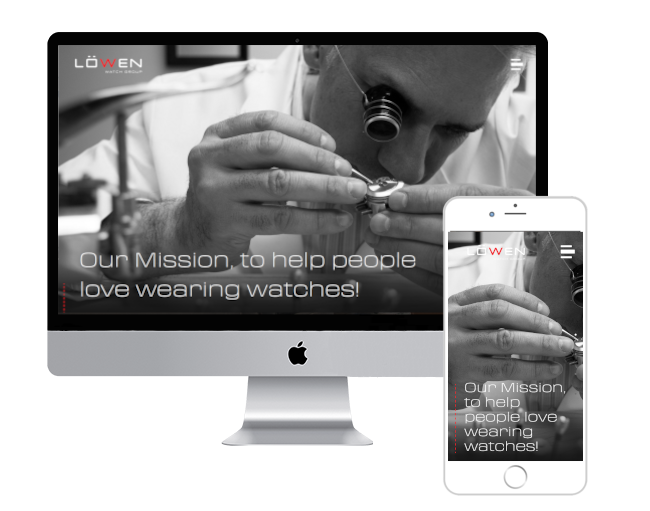 LÖWEN
WATCH GROUP
Our Mission, to help people
love wearing watches!
LÖWEN
Our Mission,
to help
people love
wearing
watches!